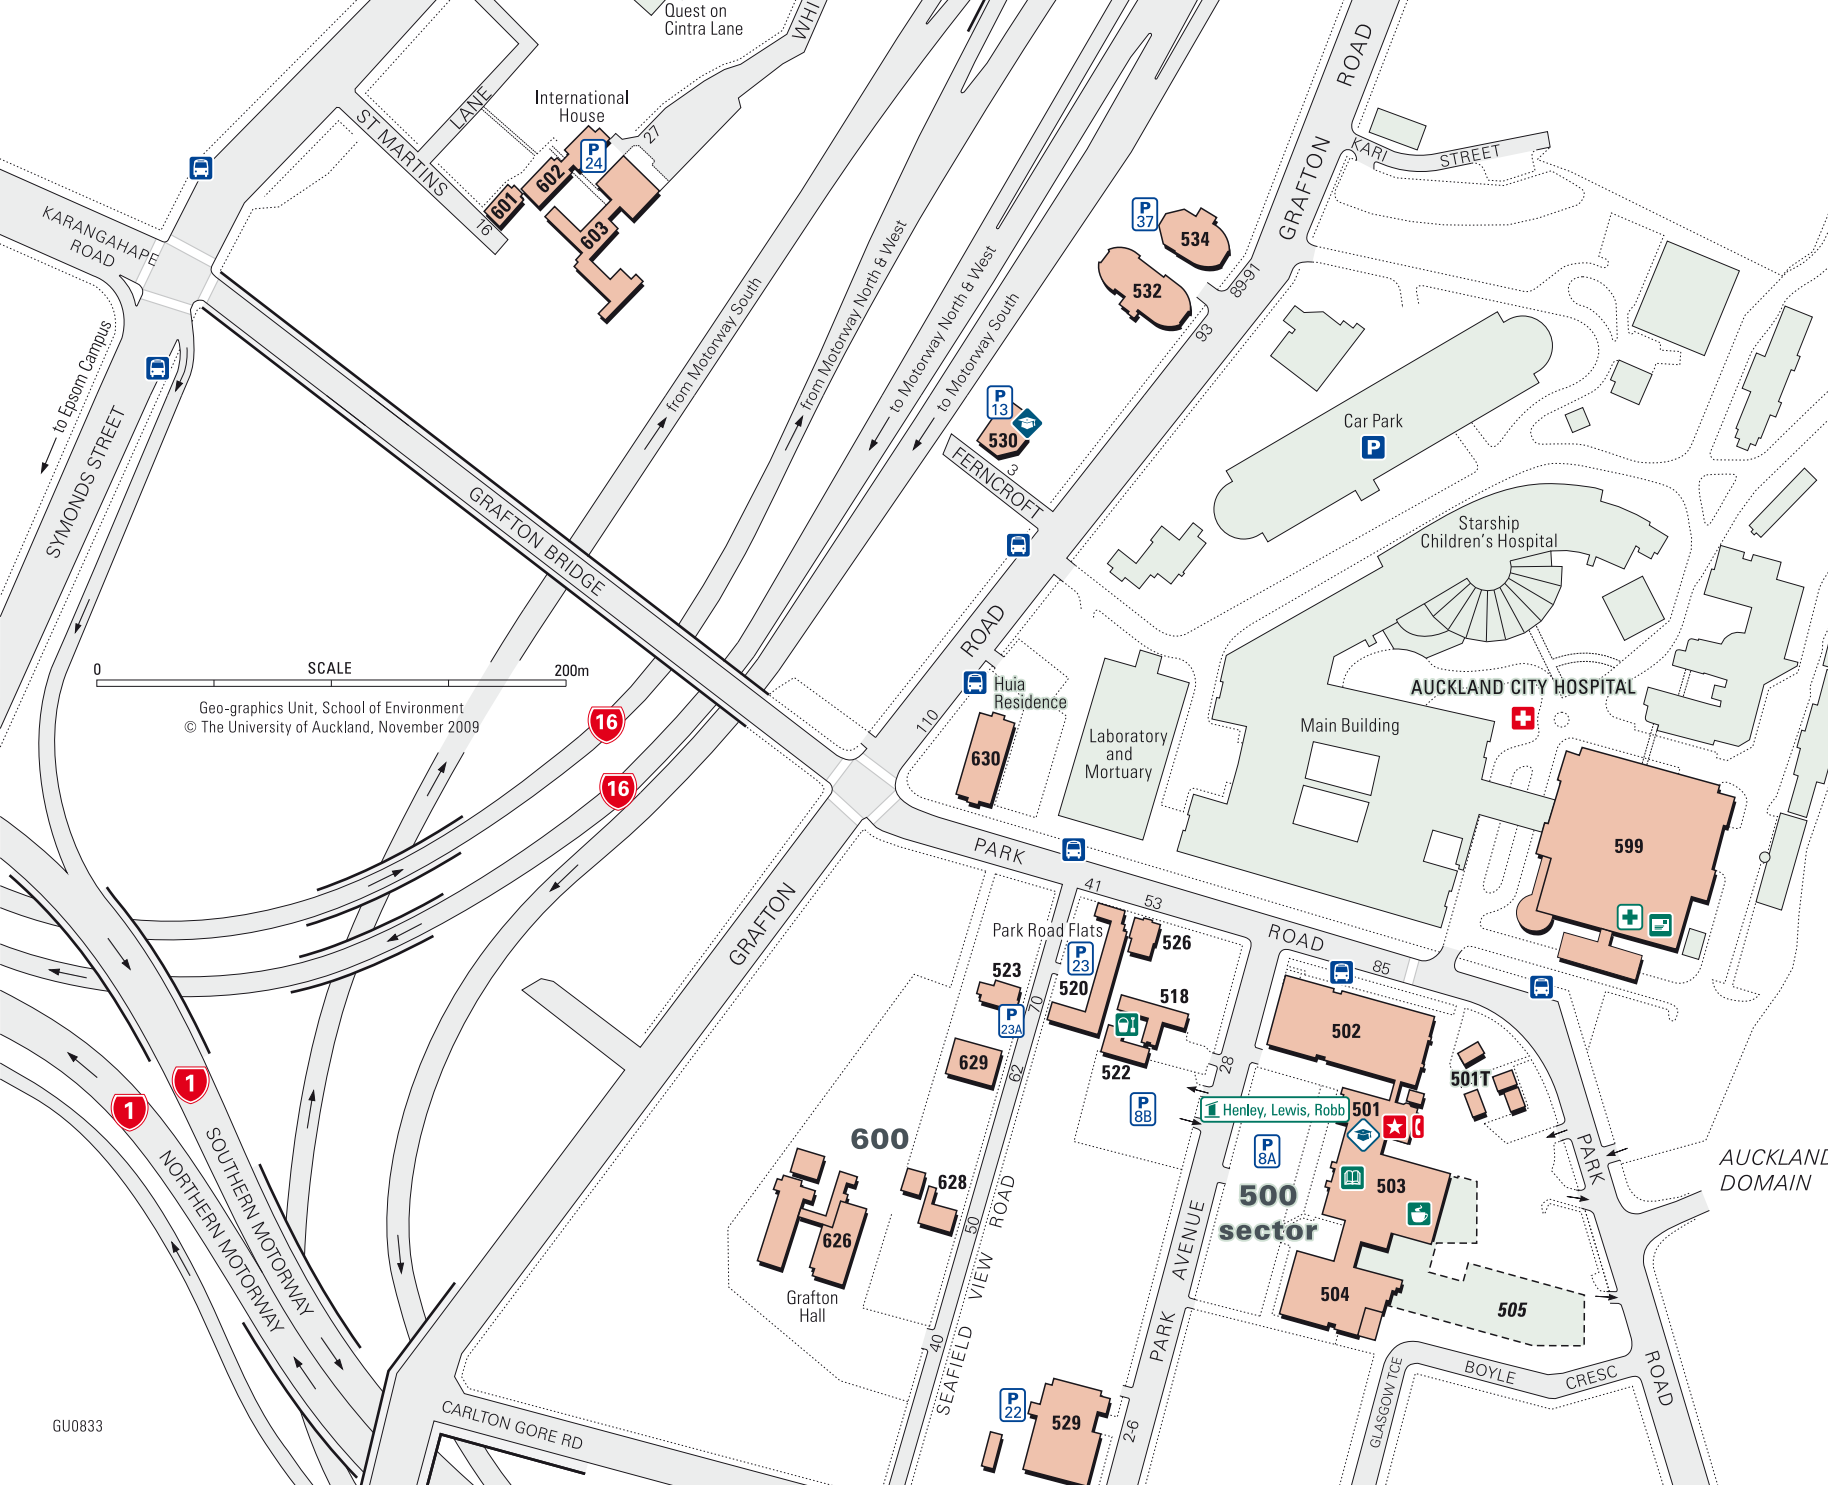 Quest on
Cintra Lane
WHI
ROAD
International
House
LANE
ST MARTINS
P
24
27
602
601
16
603
KARANGAHAPE
ROAD
KARI
STREET
GRAFTON
P
37
534
532
89-91
93
to Epsom Campus
SYMONDS STREET
from Motorway South
from Motorway North & West
to Motorway North & West
to Motorway South
P
13
530
3
FERNCROFT
Car Park
P
Starship
Children's Hospital
GRAFTON BRIDGE
ROAD
0
SCALE
200m
Geo-graphics Unit, School of Environment
© The University of Auckland, November 2009
16
16
Huia
Residence
110
630
Laboratory
and
Mortuary
AUCKLAND CITY HOSPITAL
Main Building
599
PARK
41
53
ROAD
85
GRAFTON
Park Road Flats
P
23
526
523
520
518
P
23A
70
502
629
62
522
28
501T
P
8B
Henley, Lewis, Robb
501
1
1
SOUTHERN MOTORWAY
NORTHERN MOTORWAY
600
P
8A
PARK
AUCKLAND
DOMAIN
628
503
500
sector
626
50
SEAFIELD VIEW ROAD
PARK AVENUE
Grafton
Hall
504
505
40
ROAD
BOYLE
CRESC
GLASGOW TCE
P
22
529
2-6
CARLTON GORE RD
GU0833